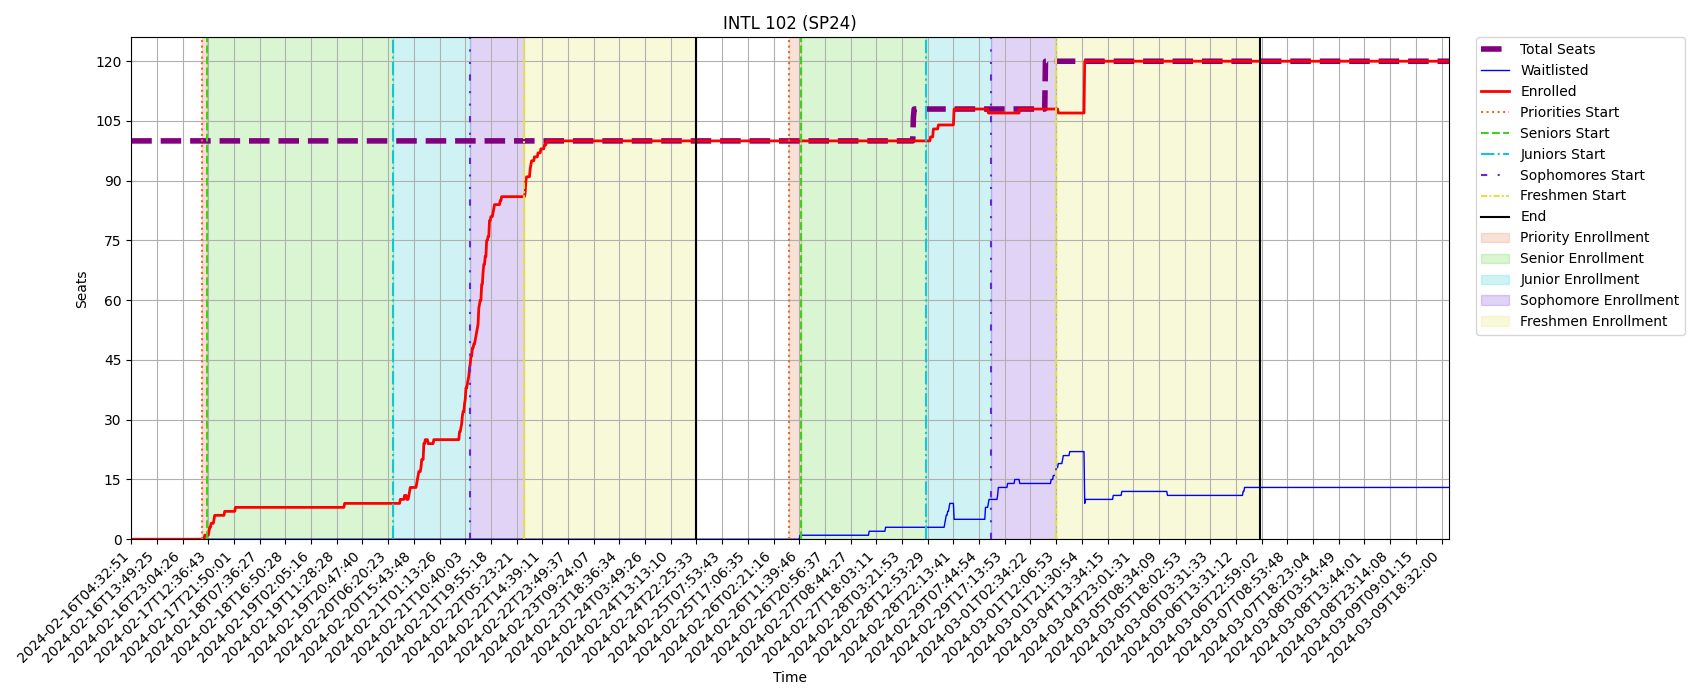 INTL 102 (SP24)
Total Seats
Waitlisted
Enrolled
Priorities Start
Seniors Start
Juniors Start
Sophomores Start
Freshmen Start
End
Priority Enrollment
Senior Enrollment
Junior Enrollment
Sophomore Enrollment
Freshmen Enrollment
Seats
120
105
90
75
60
45
30
15
0
2024-02-16T04:32:51
2024-02-16T13:49:25
2024-02-16T23:04:26
2024-02-17T12:36:43
2024-02-17T21:50:01
2024-02-18T07:36:27
2024-02-18T16:50:28
2024-02-19T02:05:16
2024-02-19T11:28:28
2024-02-19T20:47:40
2024-02-20T06:20:23
2024-02-20T15:43:48
2024-02-21T01:13:26
2024-02-21T10:40:03
2024-02-21T19:55:18
2024-02-22T05:23:21
2024-02-22T14:39:11
2024-02-22T23:49:37
2024-02-23T09:24:07
2024-02-23T18:36:34
2024-02-24T03:49:26
2024-02-24T13:13:10
2024-02-24T22:25:33
2024-02-25T07:53:43
2024-02-25T17:06:35
2024-02-26T02:21:16
2024-02-26T11:39:46
2024-02-26T20:56:37
2024-02-27T08:44:27
2024-02-27T18:03:11
2024-02-28T03:21:53
2024-02-28T12:53:29
2024-02-28T22:13:41
2024-02-29T07:44:54
2024-02-29T17:13:53
2024-03-01T02:34:22
2024-03-01T12:06:53
2024-03-01T21:30:54
2024-03-04T13:34:15
2024-03-04T23:01:31
2024-03-05T08:34:09
2024-03-05T18:02:53
2024-03-06T03:31:33
2024-03-06T13:31:12
2024-03-06T22:59:02
2024-03-07T08:53:48
2024-03-07T18:23:04
2024-03-08T03:54:49
2024-03-08T13:44:01
2024-03-08T23:14:08
2024-03-09T09:01:15
2024-03-09T18:32:00
Time